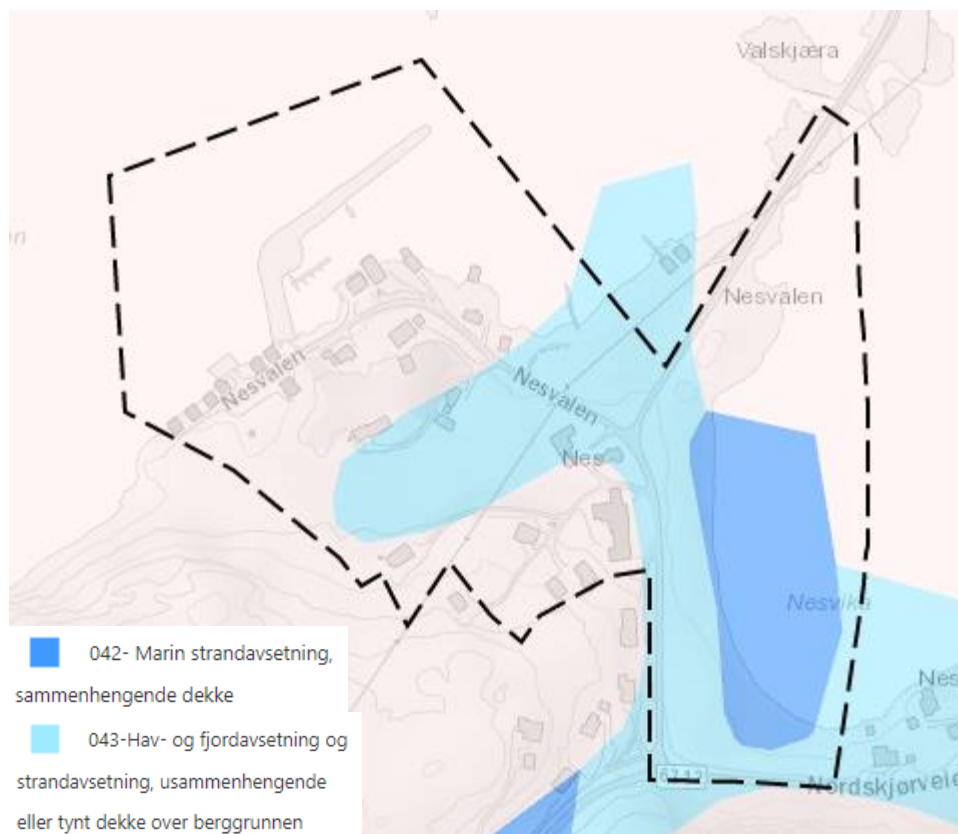 Valskjæra
Nesvalen
Nesvalen
Nesvalen
Nes
Nesvika
Nes
6712
Nordskjørveie
042- Marin strandavsetning,
sammenhengende dekke
043-Hav- og fjordavsetning og
strandavsetning, usammenhengende
eller tynt dekke over berggrunnen